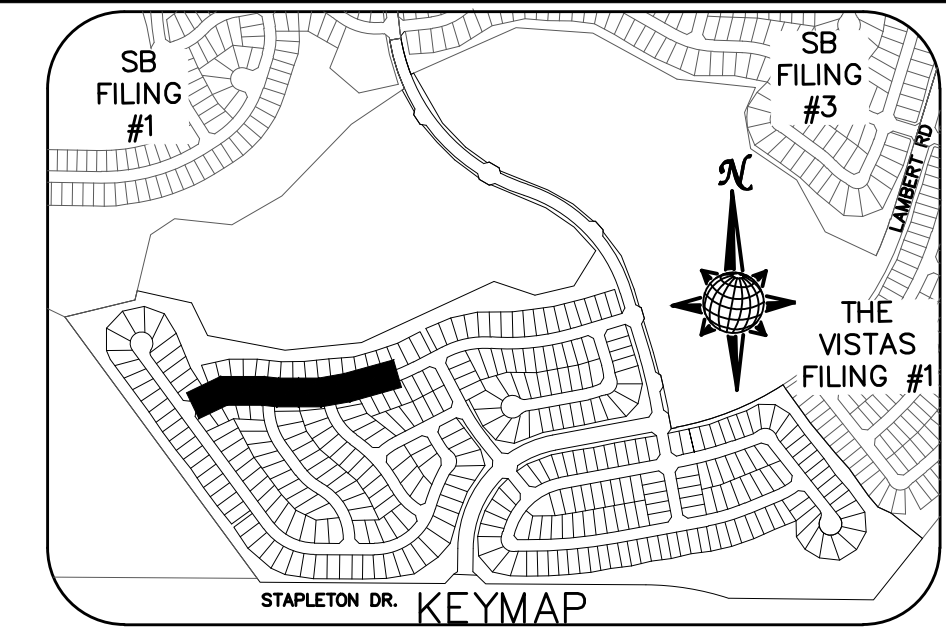 SB
FILING
#1
SB
FILING
#3
LAMBERT RD
N
THE
VISTAS
FILING #1
STAPLETON DR.
KEYMAP